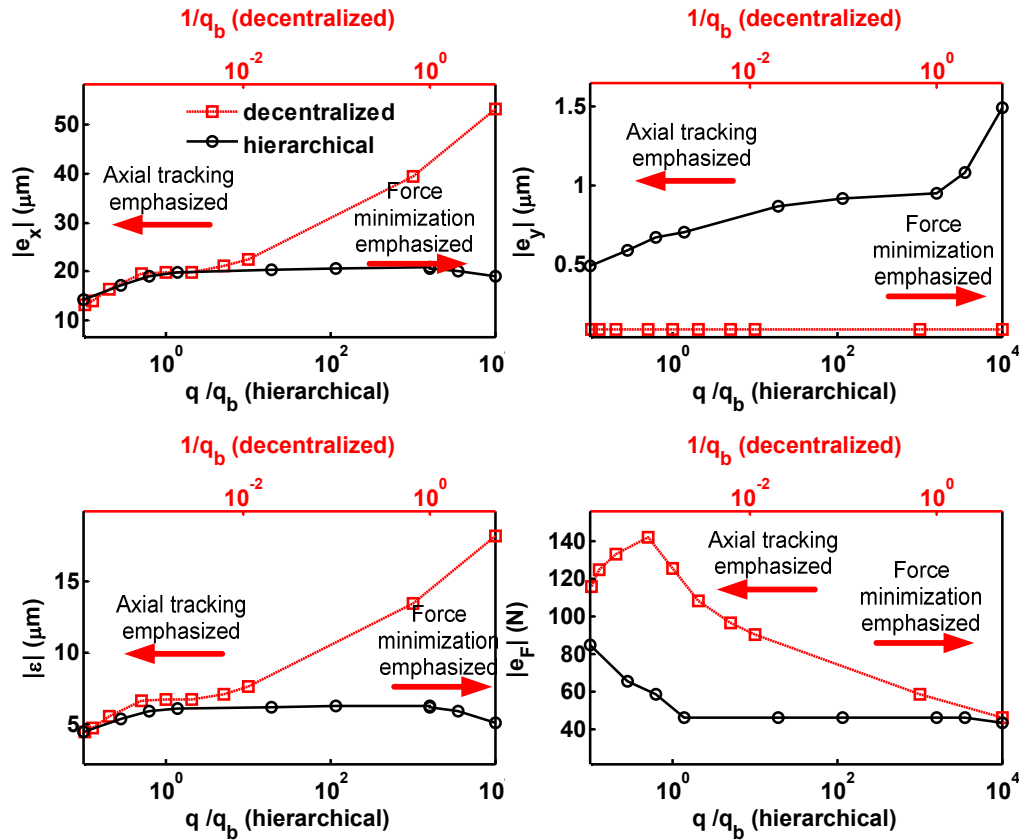 1/q_b (decentralized)
10^-2
10^0
50
40
30
20
10
|e_x| (μm)
decentralized
hierarchical
Axial tracking
emphasized
Force
minimization
emphasized
10^0
10^2
10
q /q_b (hierarchical)
1/q_b (decentralized)
10^-2
10^0
1.5
1
0.5
|e_y| (μm)
Axial tracking
emphasized
Force
minimization
emphasized
10^0
10^2
10^4
q /q_b (hierarchical)
1/q_b (decentralized)
10^-2
10^0
15
10
5
|ε| (μm)
Axial tracking
emphasized
Force
minimization
emphasized
10^0
10^2
10
q /q_b (hierarchical)
1/q_b (decentralized)
10^-2
10^0
140
120
100
80
60
40
|e_F| (N)
Axial tracking
emphasized
Force
minimization
emphasized
10^0
10^2
10^4
q /q_b (hierarchical)